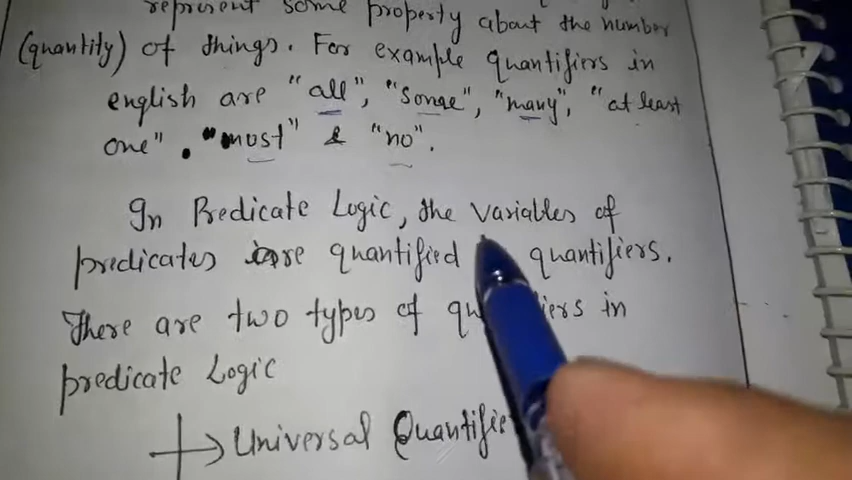 represent some property about the number
(quantity) of things. For example quantifiers in
english are "all", "some", "many", "at least
one", "most" & "no".
In Predicate Logic, the variables of
predicates are quantified quantifiers.
There are two types of in
predicate Logic
Universal